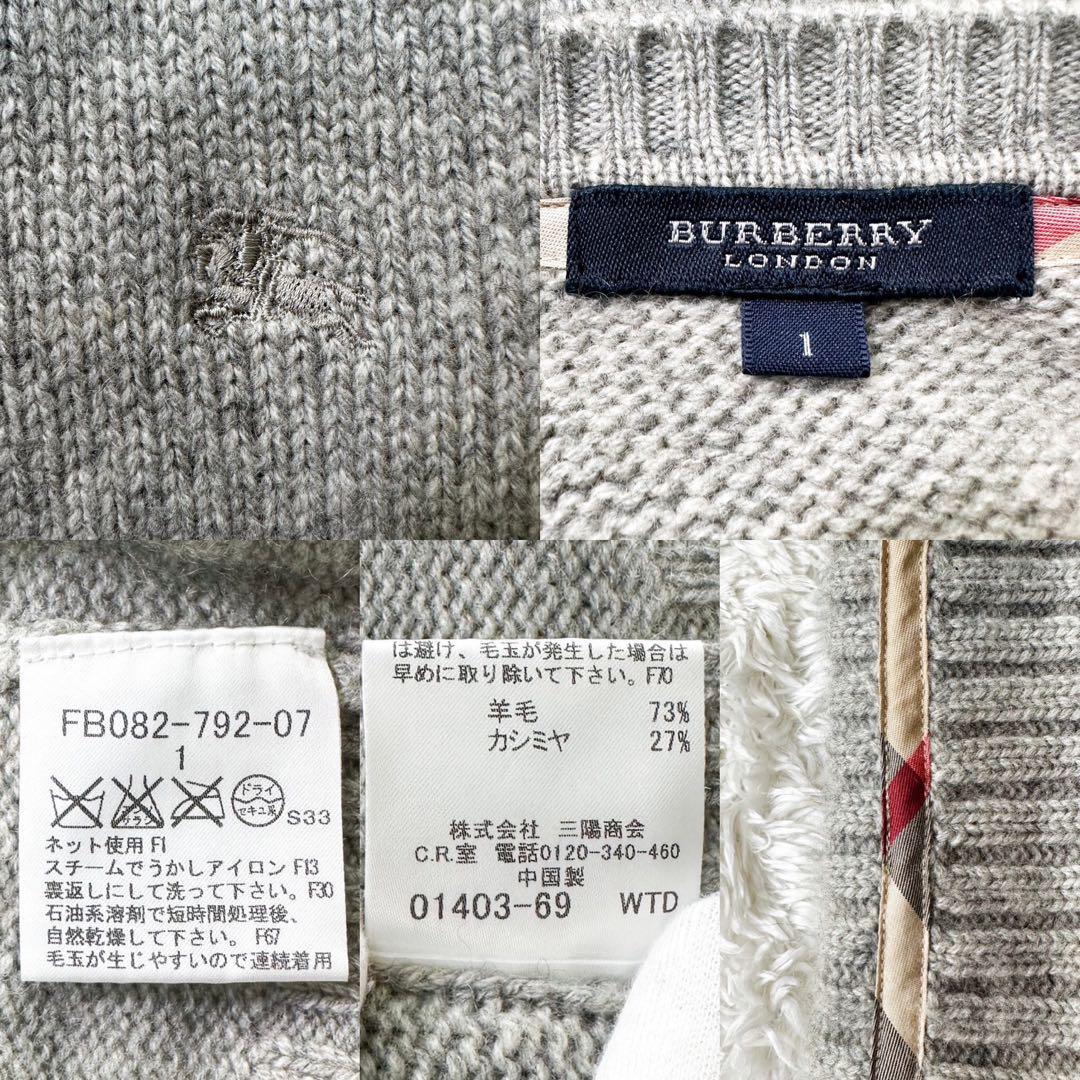 BURBERRY
LONDON
1
FB082-792-07
1
サラシ
ドライ
セキユ系
S33
ネット使用 F1
スチームでうかしアイロン F13
裏返しにして洗って下さい。F30
石油系溶剤で短時間処理後、
自然乾燥して下さい。 F67
毛玉が生じやすいので連続着用
は避け、毛玉が発生した場合は
早めに取り除いて下さい。F70
羊毛 73%
カシミヤ 27%
株式会社 三陽商会
C.R.室 電話0120-340-460
中国製
01403-69 WTD